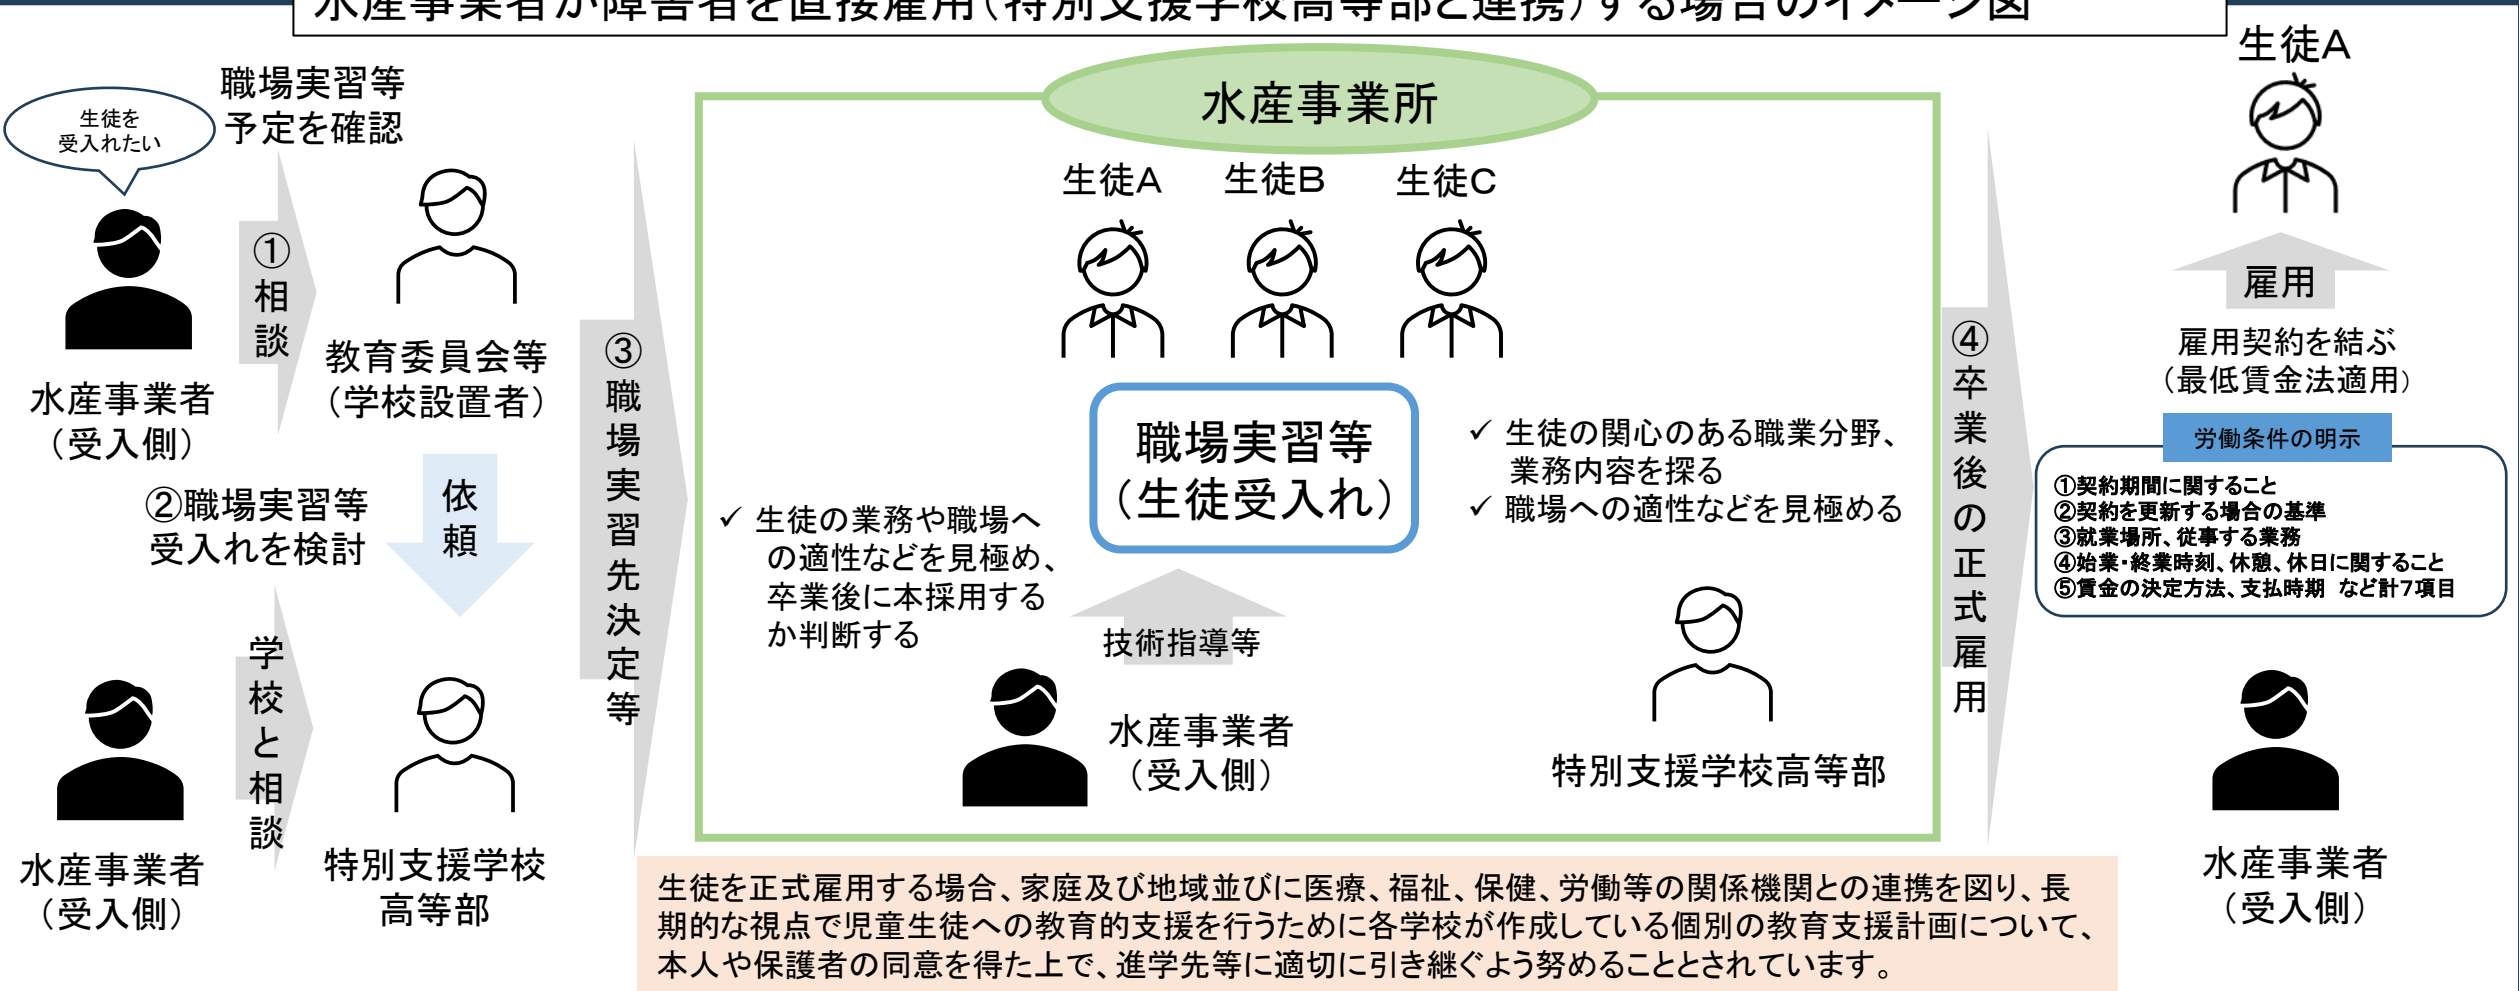 水産事業者が障害者を直接雇用（特別支援学校高等部と連携）する場合のイメージ図
生徒を
受入れたい
職場実習等
予定を確認
①相談
水産事業者
（受入側）
教育委員会等
（学校設置者）
②職場実習等
受入れを検討
依頼
学校と相談
水産事業者
（受入側）
特別支援学校
高等部
③職場実習先決定等
水産事業所
生徒A
生徒B
生徒C
職場実習等
（生徒受入れ）
✓ 生徒の業務や職場へ
の適性などを見極め、
卒業後に本採用する
か判断する
✓ 生徒の関心のある職業分野、
業務内容を探る
✓ 職場への適性などを見極める
技術指導等
水産事業者
（受入側）
特別支援学校高等部
④卒業後の正式雇用
生徒A
雇用
雇用契約を結ぶ
（最低賃金法適用）
労働条件の明示
①契約期間に関すること
②契約を更新する場合の基準
③就業場所、従事する業務
④始業・終業時刻、休憩、休日に関すること
⑤賃金の決定方法、支払時期 など計7項目
水産事業者
（受入側）
生徒を正式雇用する場合、家庭及び地域並びに医療、福祉、保健、労働等の関係機関との連携を図り、長
期的な視点で児童生徒への教育的支援を行うために各学校が作成している個別の教育支援計画について、
本人や保護者の同意を得た上で、進学先等に適切に引き継ぐよう努めることとされています。